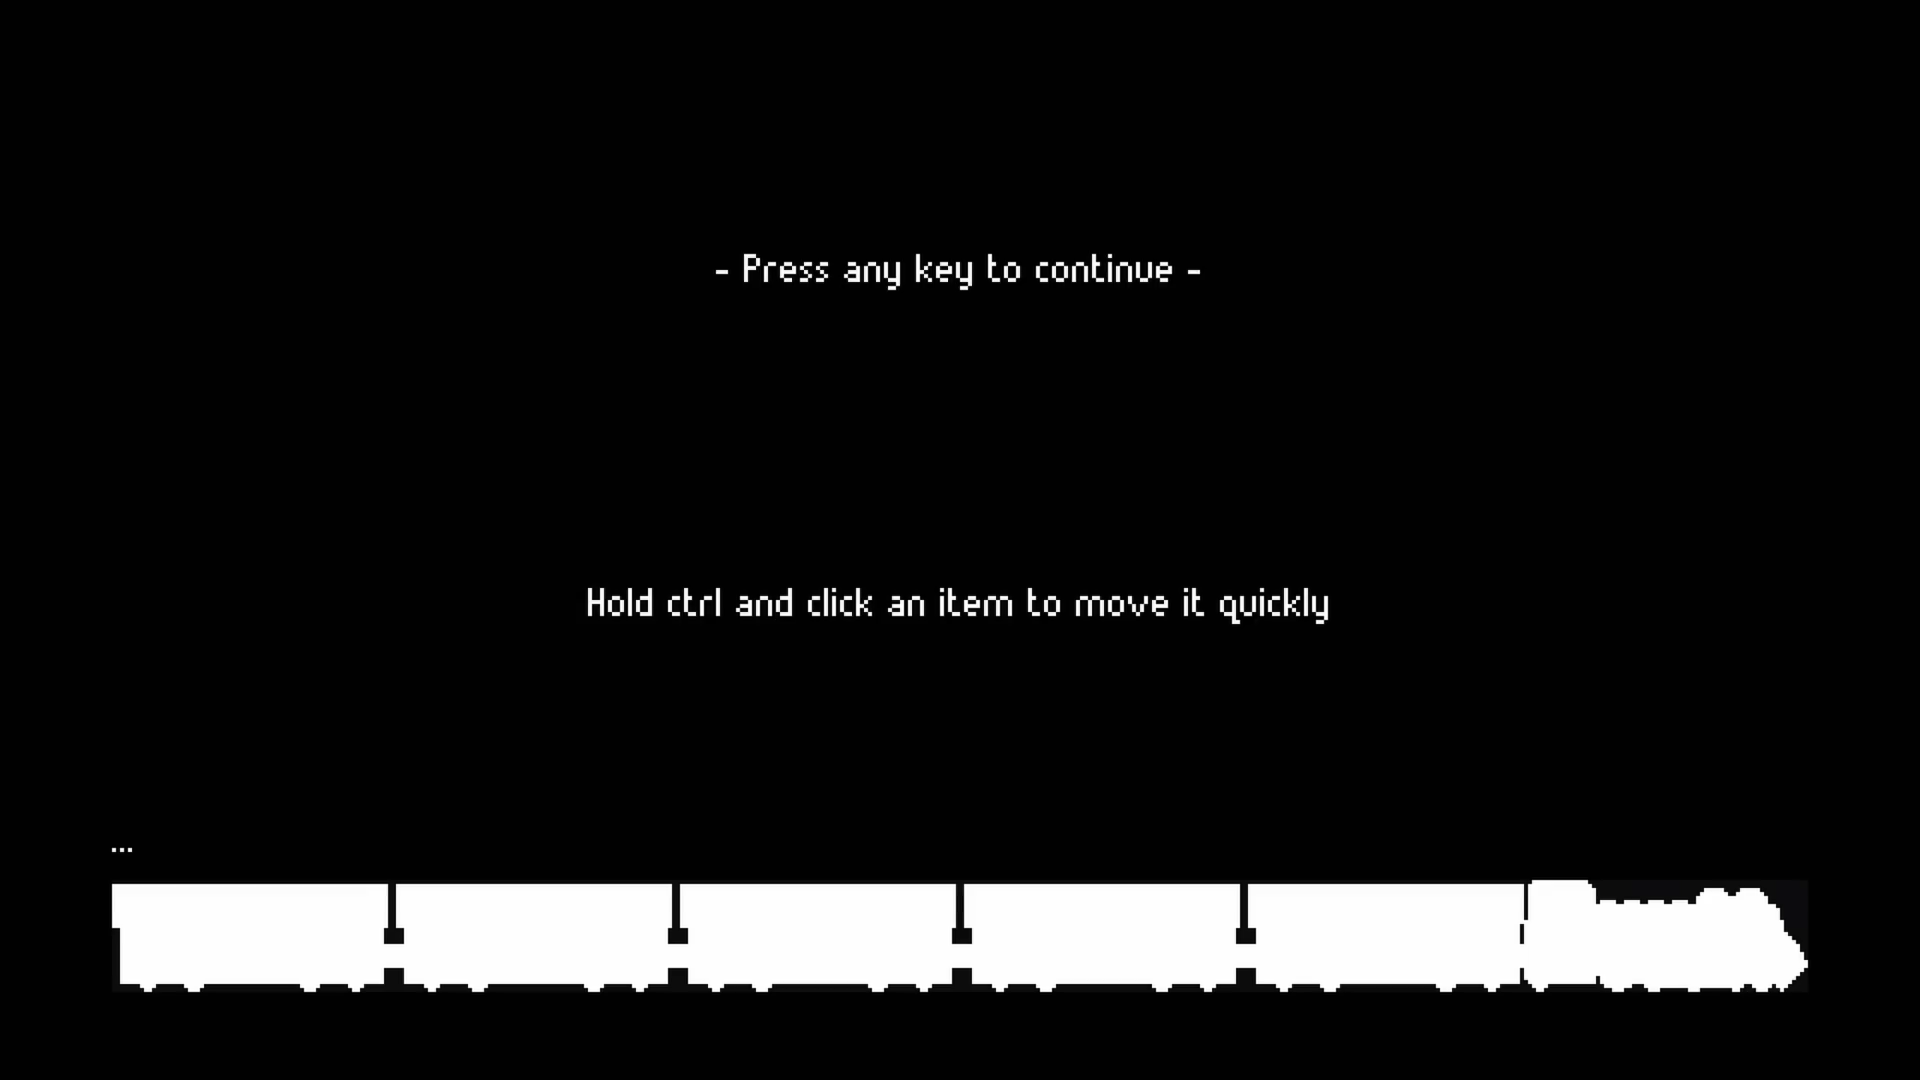 - Press any key to continue -
Hold ctrl and click an item to move it quickly
...